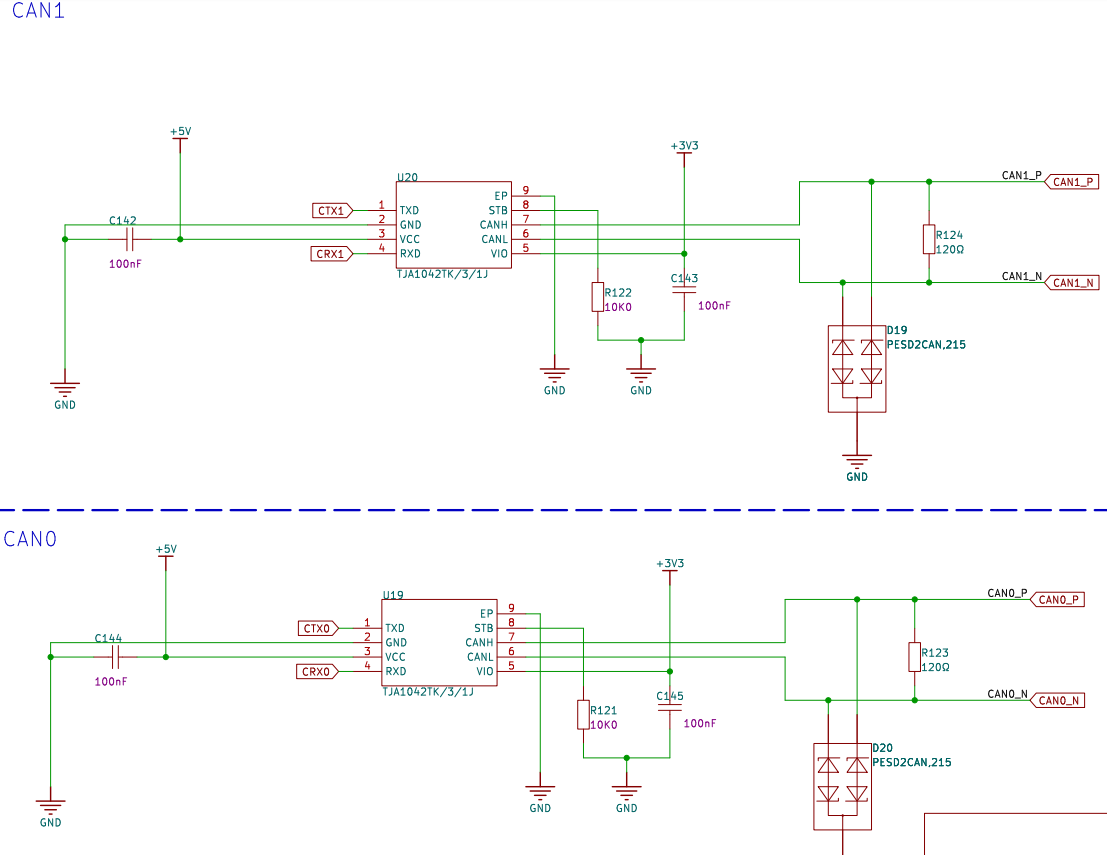 CAN1
+5V
+3V3
CAN1_P
CAN1_P
U20
EP 9
CTX1 1 TXD STB 8
C142 2 GND CANH 7
3 VCC CANL 6
CRX1 4 RXD VIO 5
100nF
TJA1042TK/3/1J
R124
120Ω
CAN1_N
CAN1_N
C143
100nF
R122
10K0
D19
PESD2CAN,215
GND
GND
GND
GND
CAN0
+5V
+3V3
CAN0_P
CAN0_P
U19
EP 9
CTX0 1 TXD STB 8
C144 2 GND CANH 7
3 VCC CANL 6
CRX0 4 RXD VIO 5
100nF
TJA1042TK/3/1J
R123
120Ω
CAN0_N
CAN0_N
C145
100nF
R121
10K0
D20
PESD2CAN,215
GND
GND
GND